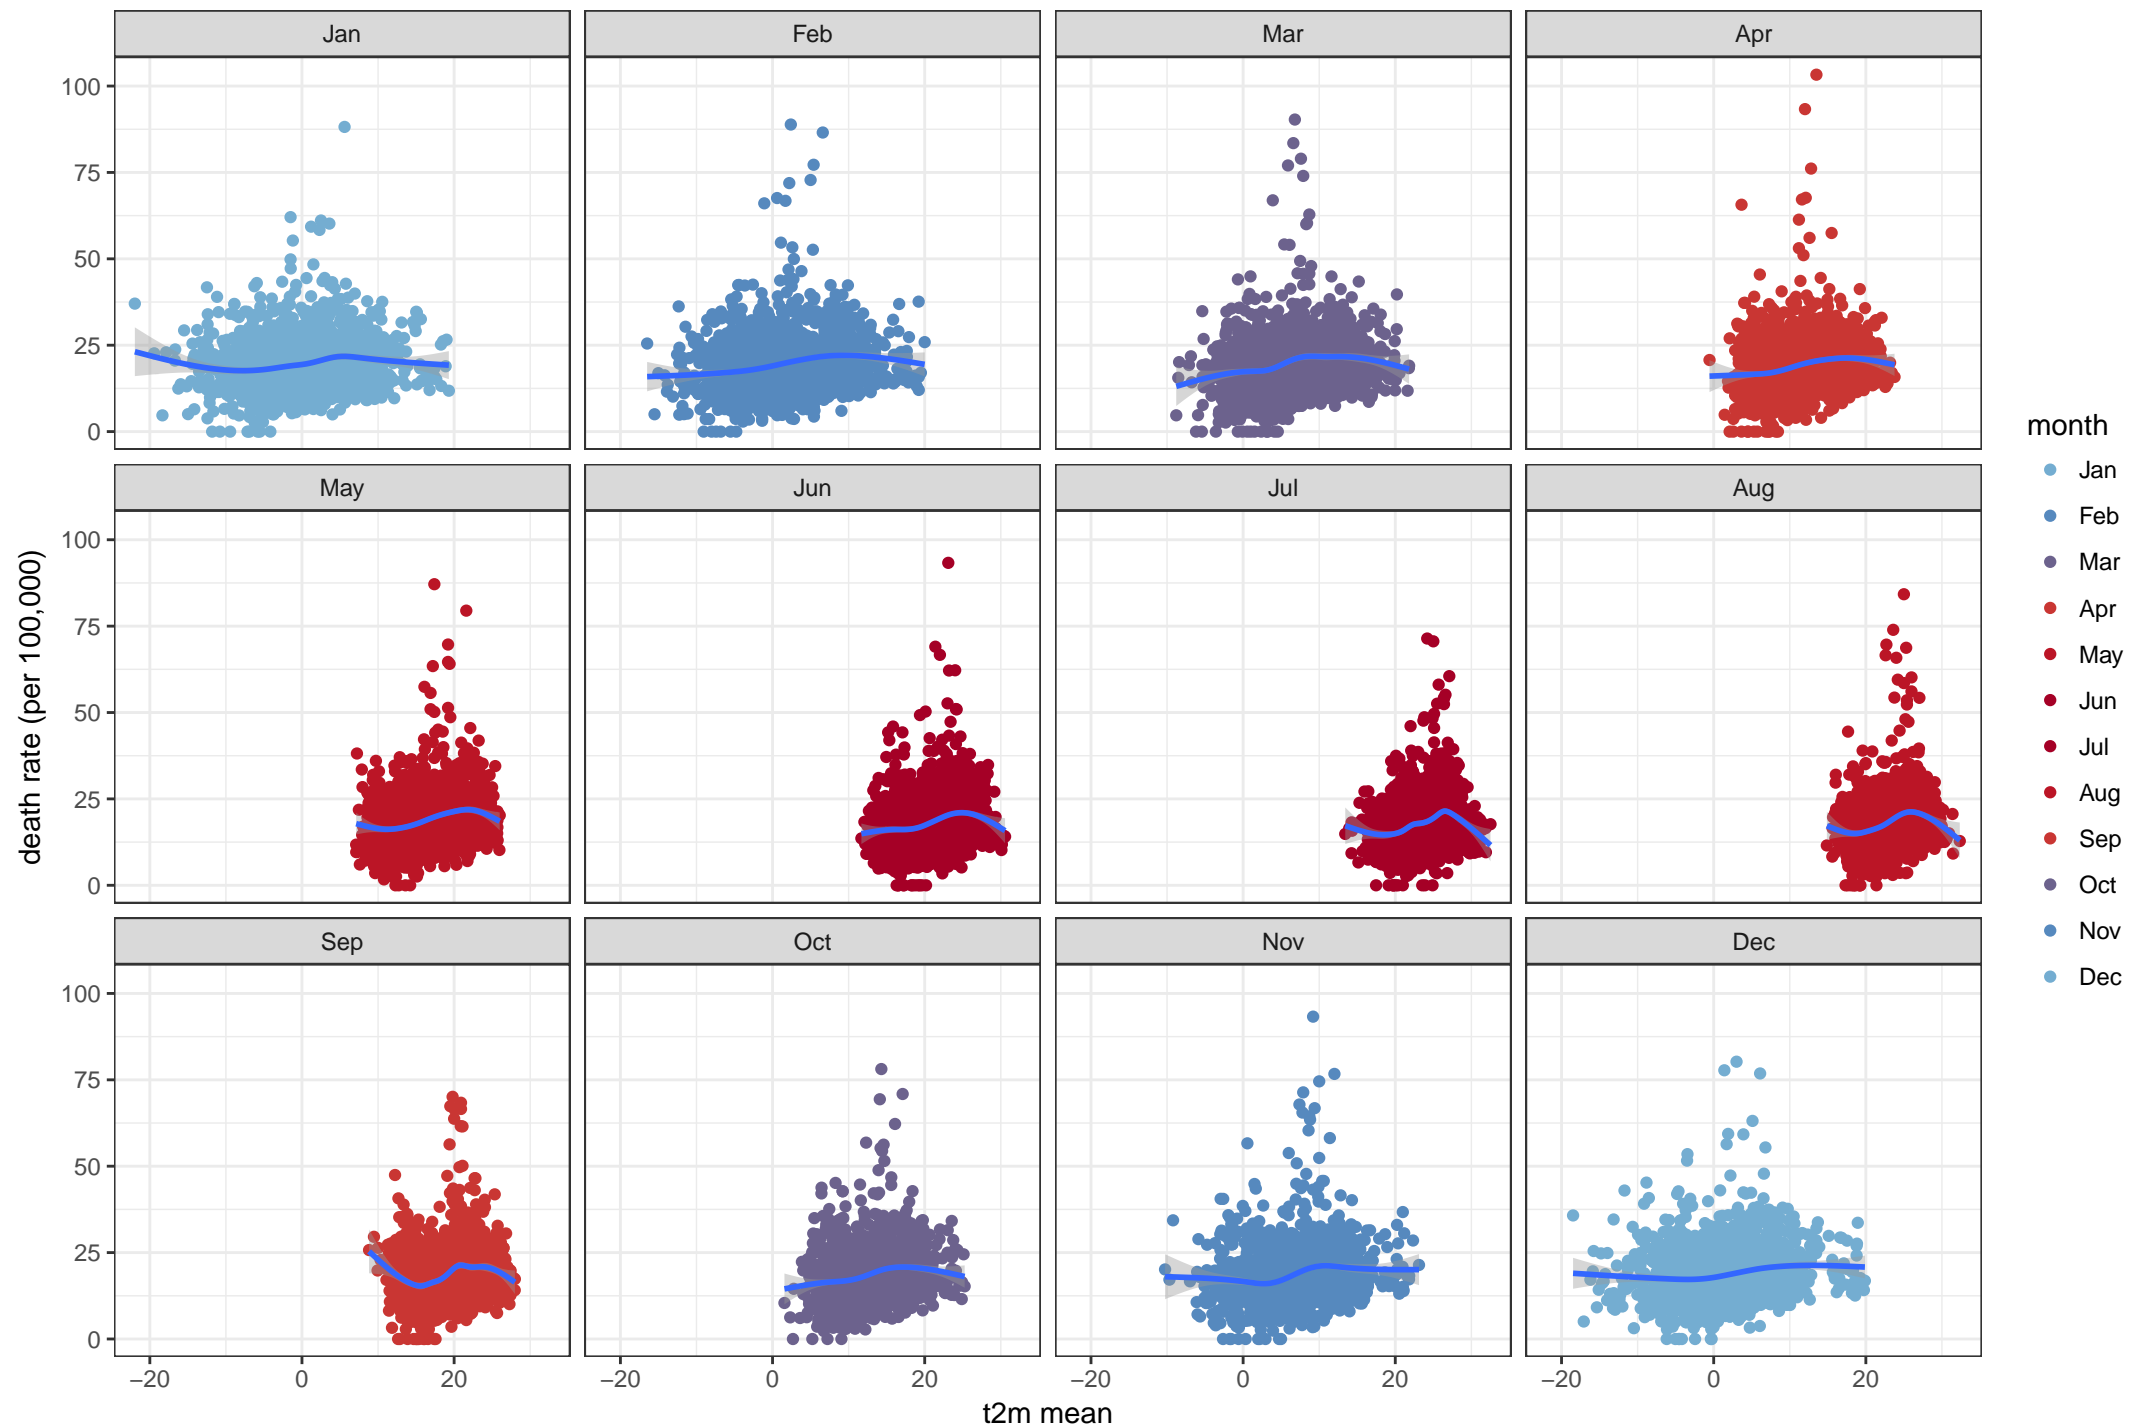 Jan Feb Mar Apr
100
75
50
25
0
May Jun Jul Aug
100
75
50
25
0
Sep Oct Nov Dec
100
75
50
25
0
−20 0 20 −20 0 20 −20 0 20 −20 0 20
t2m mean
death rate (per 100,000)
month
Jan
Feb
Mar
Apr
May
Jun
Jul
Aug
Sep
Oct
Nov
Dec